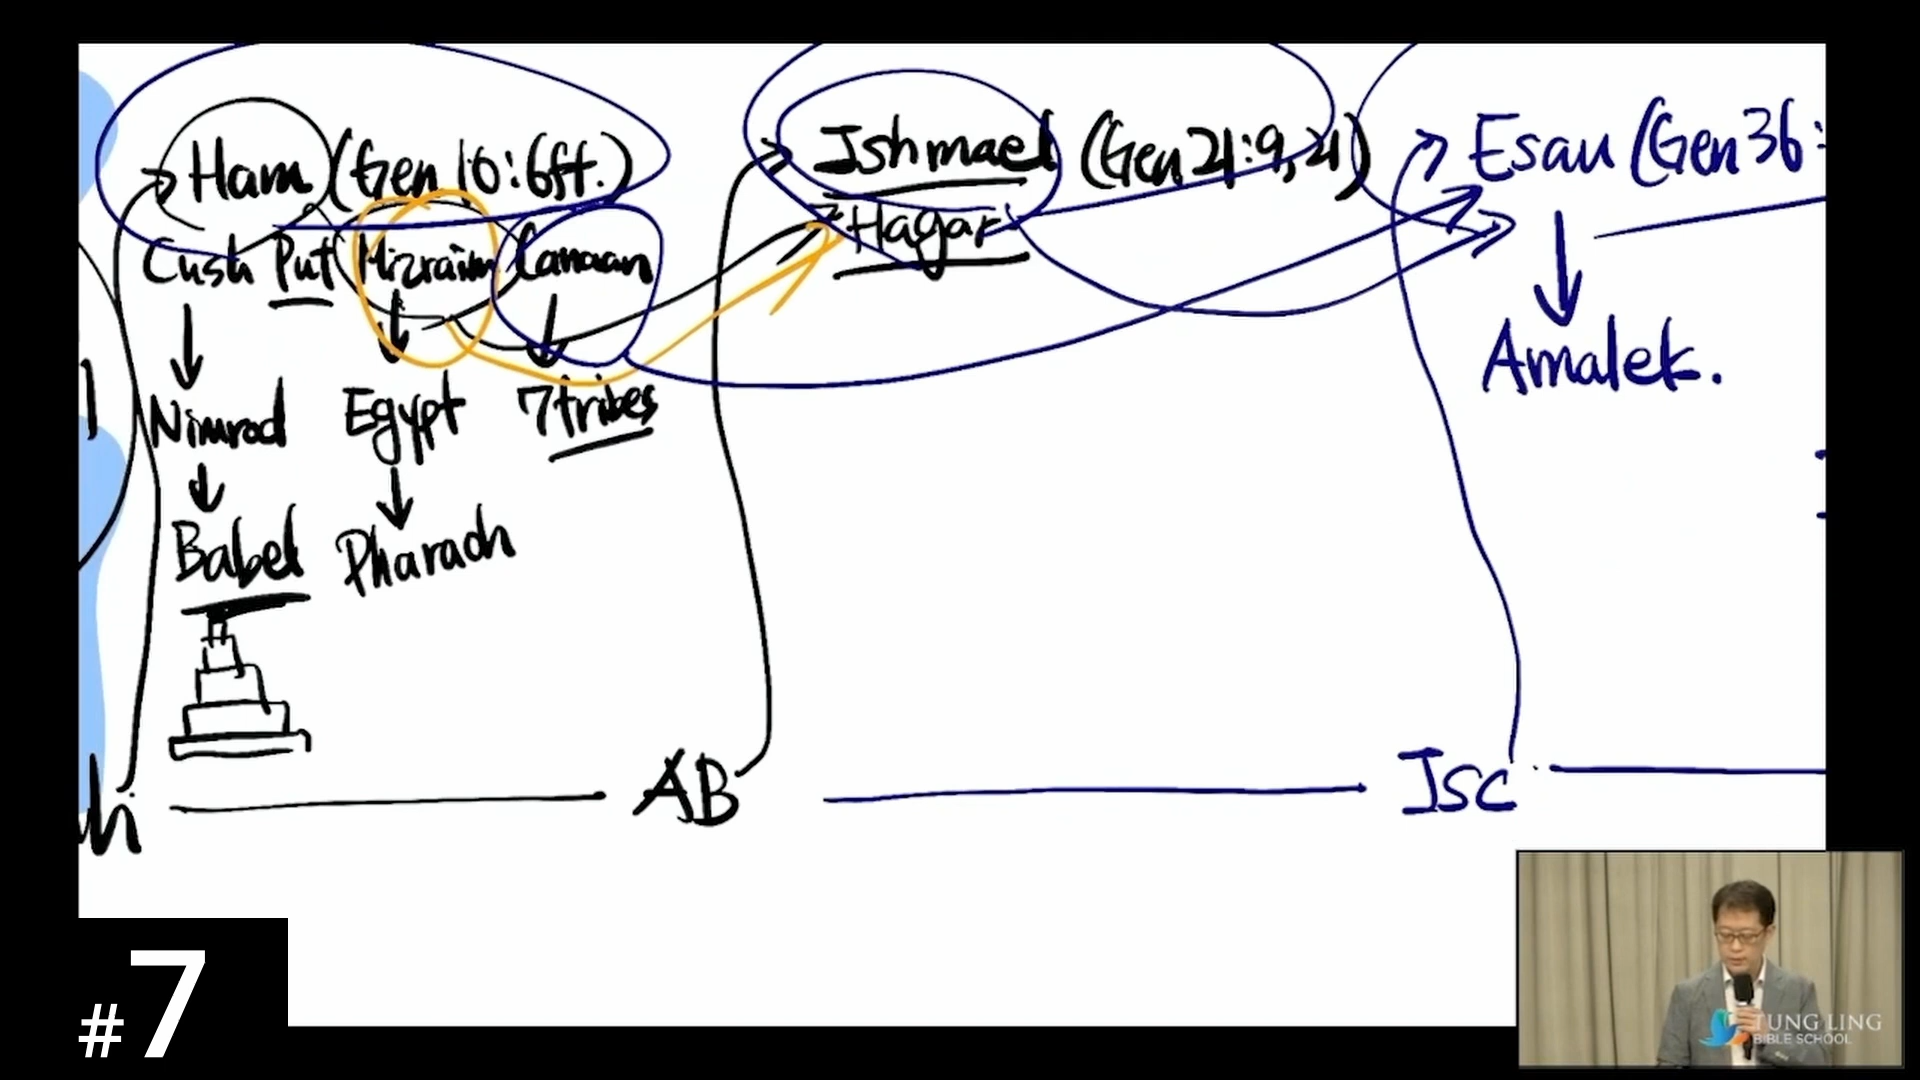 Ham (Gen 10:6ff.)
Cush Put Mizraim Canaan
Nimrod Egypt 7 tribes
Babel Pharaoh
Ishmael (Gen 21:9, 21)
Hagar
Esau (Gen 36:
Amalek.
AB
Isc
#7
TUNG LING
BIBLE SCHOOL